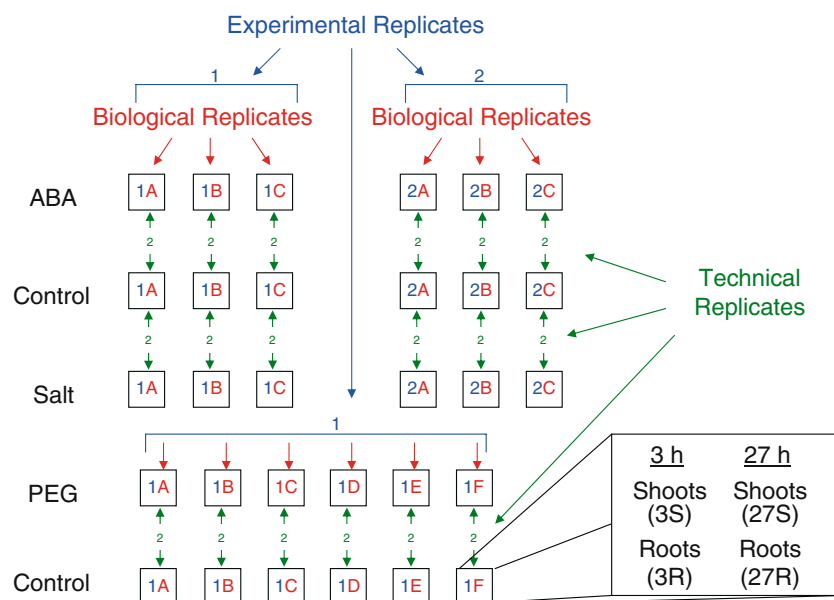 Experimental Replicates
1 2
Biological Replicates Biological Replicates
ABA 1A 1B 1C 2A 2B 2C
2 2 2 2 2 2
Control 1A 1B 1C 2A 2B 2C
Technical
Replicates
2 2 2 2 2 2
Salt 1A 1B 1C 2A 2B 2C
1
PEG 1A 1B 1C 1D 1E 1F
2 2 2 2 2 2
Control 1A 1B 1C 1D 1E 1F
3 h 27 h
Shoots Shoots
(3S) (27S)
Roots Roots
(3R) (27R)